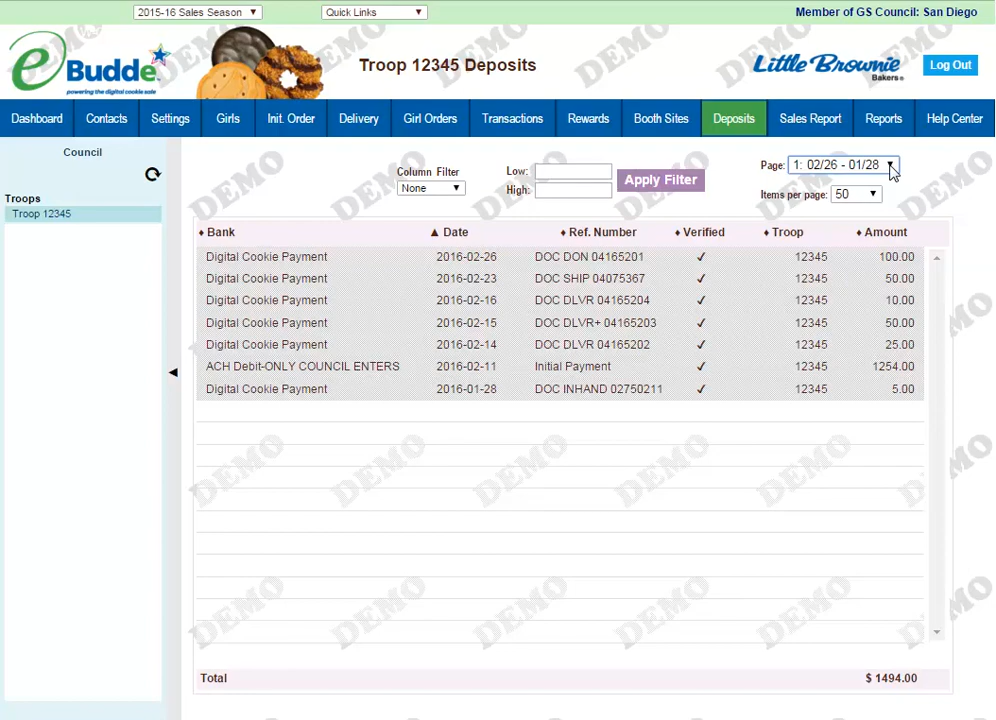 2015-16 Sales Season
Quick Links
Member of GS Council: San Diego
eBudde
powering the digital cookie sale
Troop 12345 Deposits
Little Brownie
Bakers
Log Out
Dashboard Contacts Settings Girls Init. Order Delivery Girl Orders Transactions Rewards Booth Sites Deposits Sales Report Reports Help Center
Council
Troops
Troop 12345
Column Filter
None
Low:
High:
Apply Filter
Page: 1: 02/26 - 01/28
Items per page: 50
Bank Date Ref. Number Verified Troop Amount
Digital Cookie Payment 2016-02-26 DOC DON 04165201 ✓ 12345 100.00
Digital Cookie Payment 2016-02-23 DOC SHIP 04075367 ✓ 12345 50.00
Digital Cookie Payment 2016-02-16 DOC DLVR 04165204 ✓ 12345 10.00
Digital Cookie Payment 2016-02-15 DOC DLVR+ 04165203 ✓ 12345 50.00
Digital Cookie Payment 2016-02-14 DOC DLVR 04165202 ✓ 12345 25.00
ACH Debit-ONLY COUNCIL ENTERS 2016-02-11 Initial Payment ✓ 12345 1254.00
Digital Cookie Payment 2016-01-28 DOC INHAND 02750211 ✓ 12345 5.00
Total $ 1494.00
DEMO